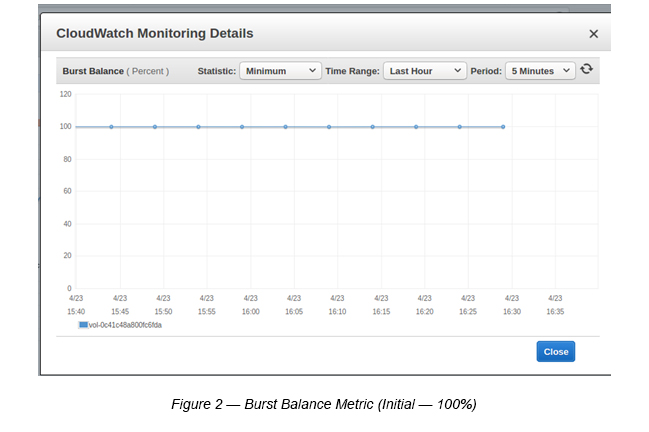 CloudWatch Monitoring Details ×
Burst Balance ( Percent ) Statistic: Minimum Time Range: Last Hour Period: 5 Minutes
120
100
80
60
40
20
0
4/23 4/23 4/23 4/23 4/23 4/23 4/23 4/23 4/23 4/23 4/23 4/23
15:40 15:45 15:50 15:55 16:00 16:05 16:10 16:15 16:20 16:25 16:30 16:35
vol-0c41c48a800fc6fda
Close
Figure 2 — Burst Balance Metric (Initial — 100%)